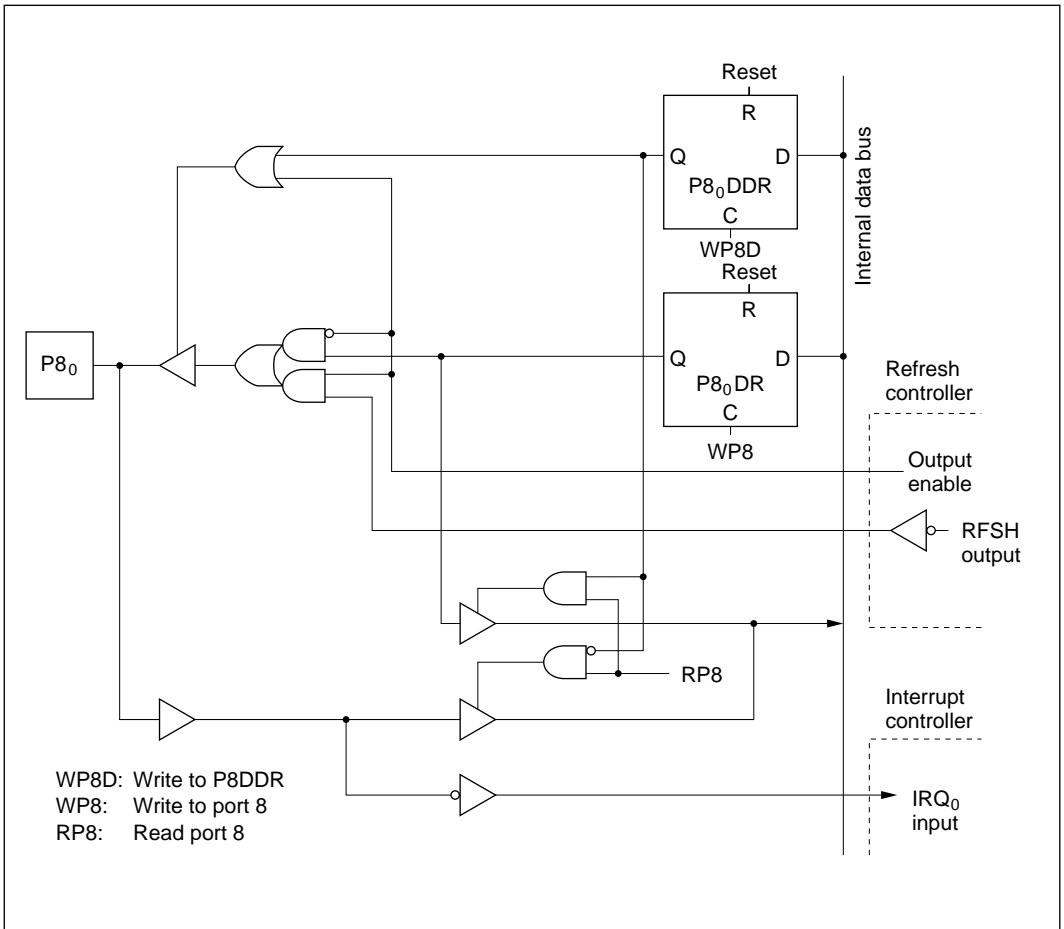 Reset
R
Q D
P8₀DDR
C
WP8D
Internal data bus
Reset
R
Q D
P8₀DR
C
WP8
P8₀
Refresh
controller
Output
enable
RFSH
output
RP8
Interrupt
controller
IRQ₀
input
WP8D: Write to P8DDR
WP8: Write to port 8
RP8: Read port 8